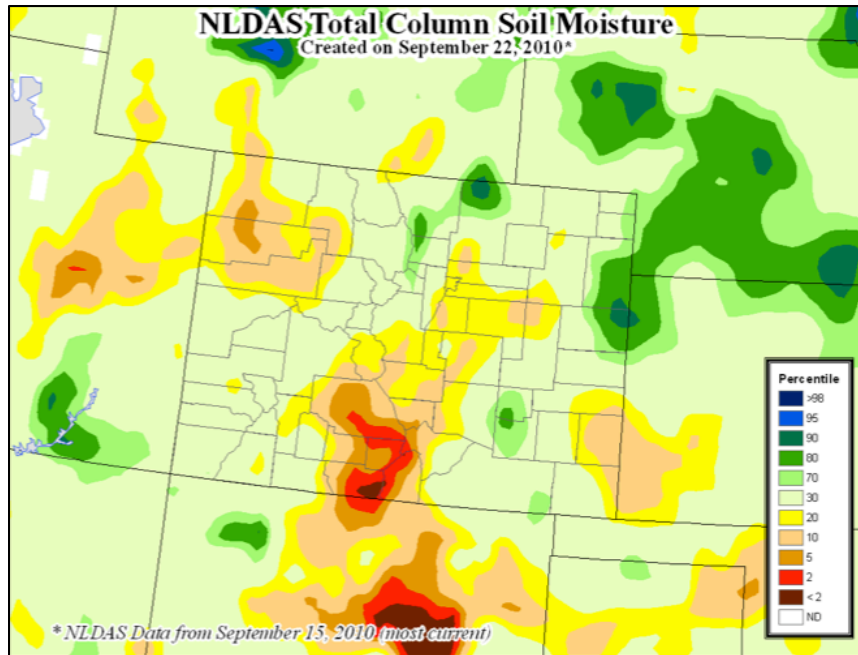 NLDAS Total Column Soil Moisture
Created on September 22, 2010*
Percentile
>98
95
90
80
70
30
20
10
5
2
<2
ND
* NLDAS Data from September 15, 2010 (most current)